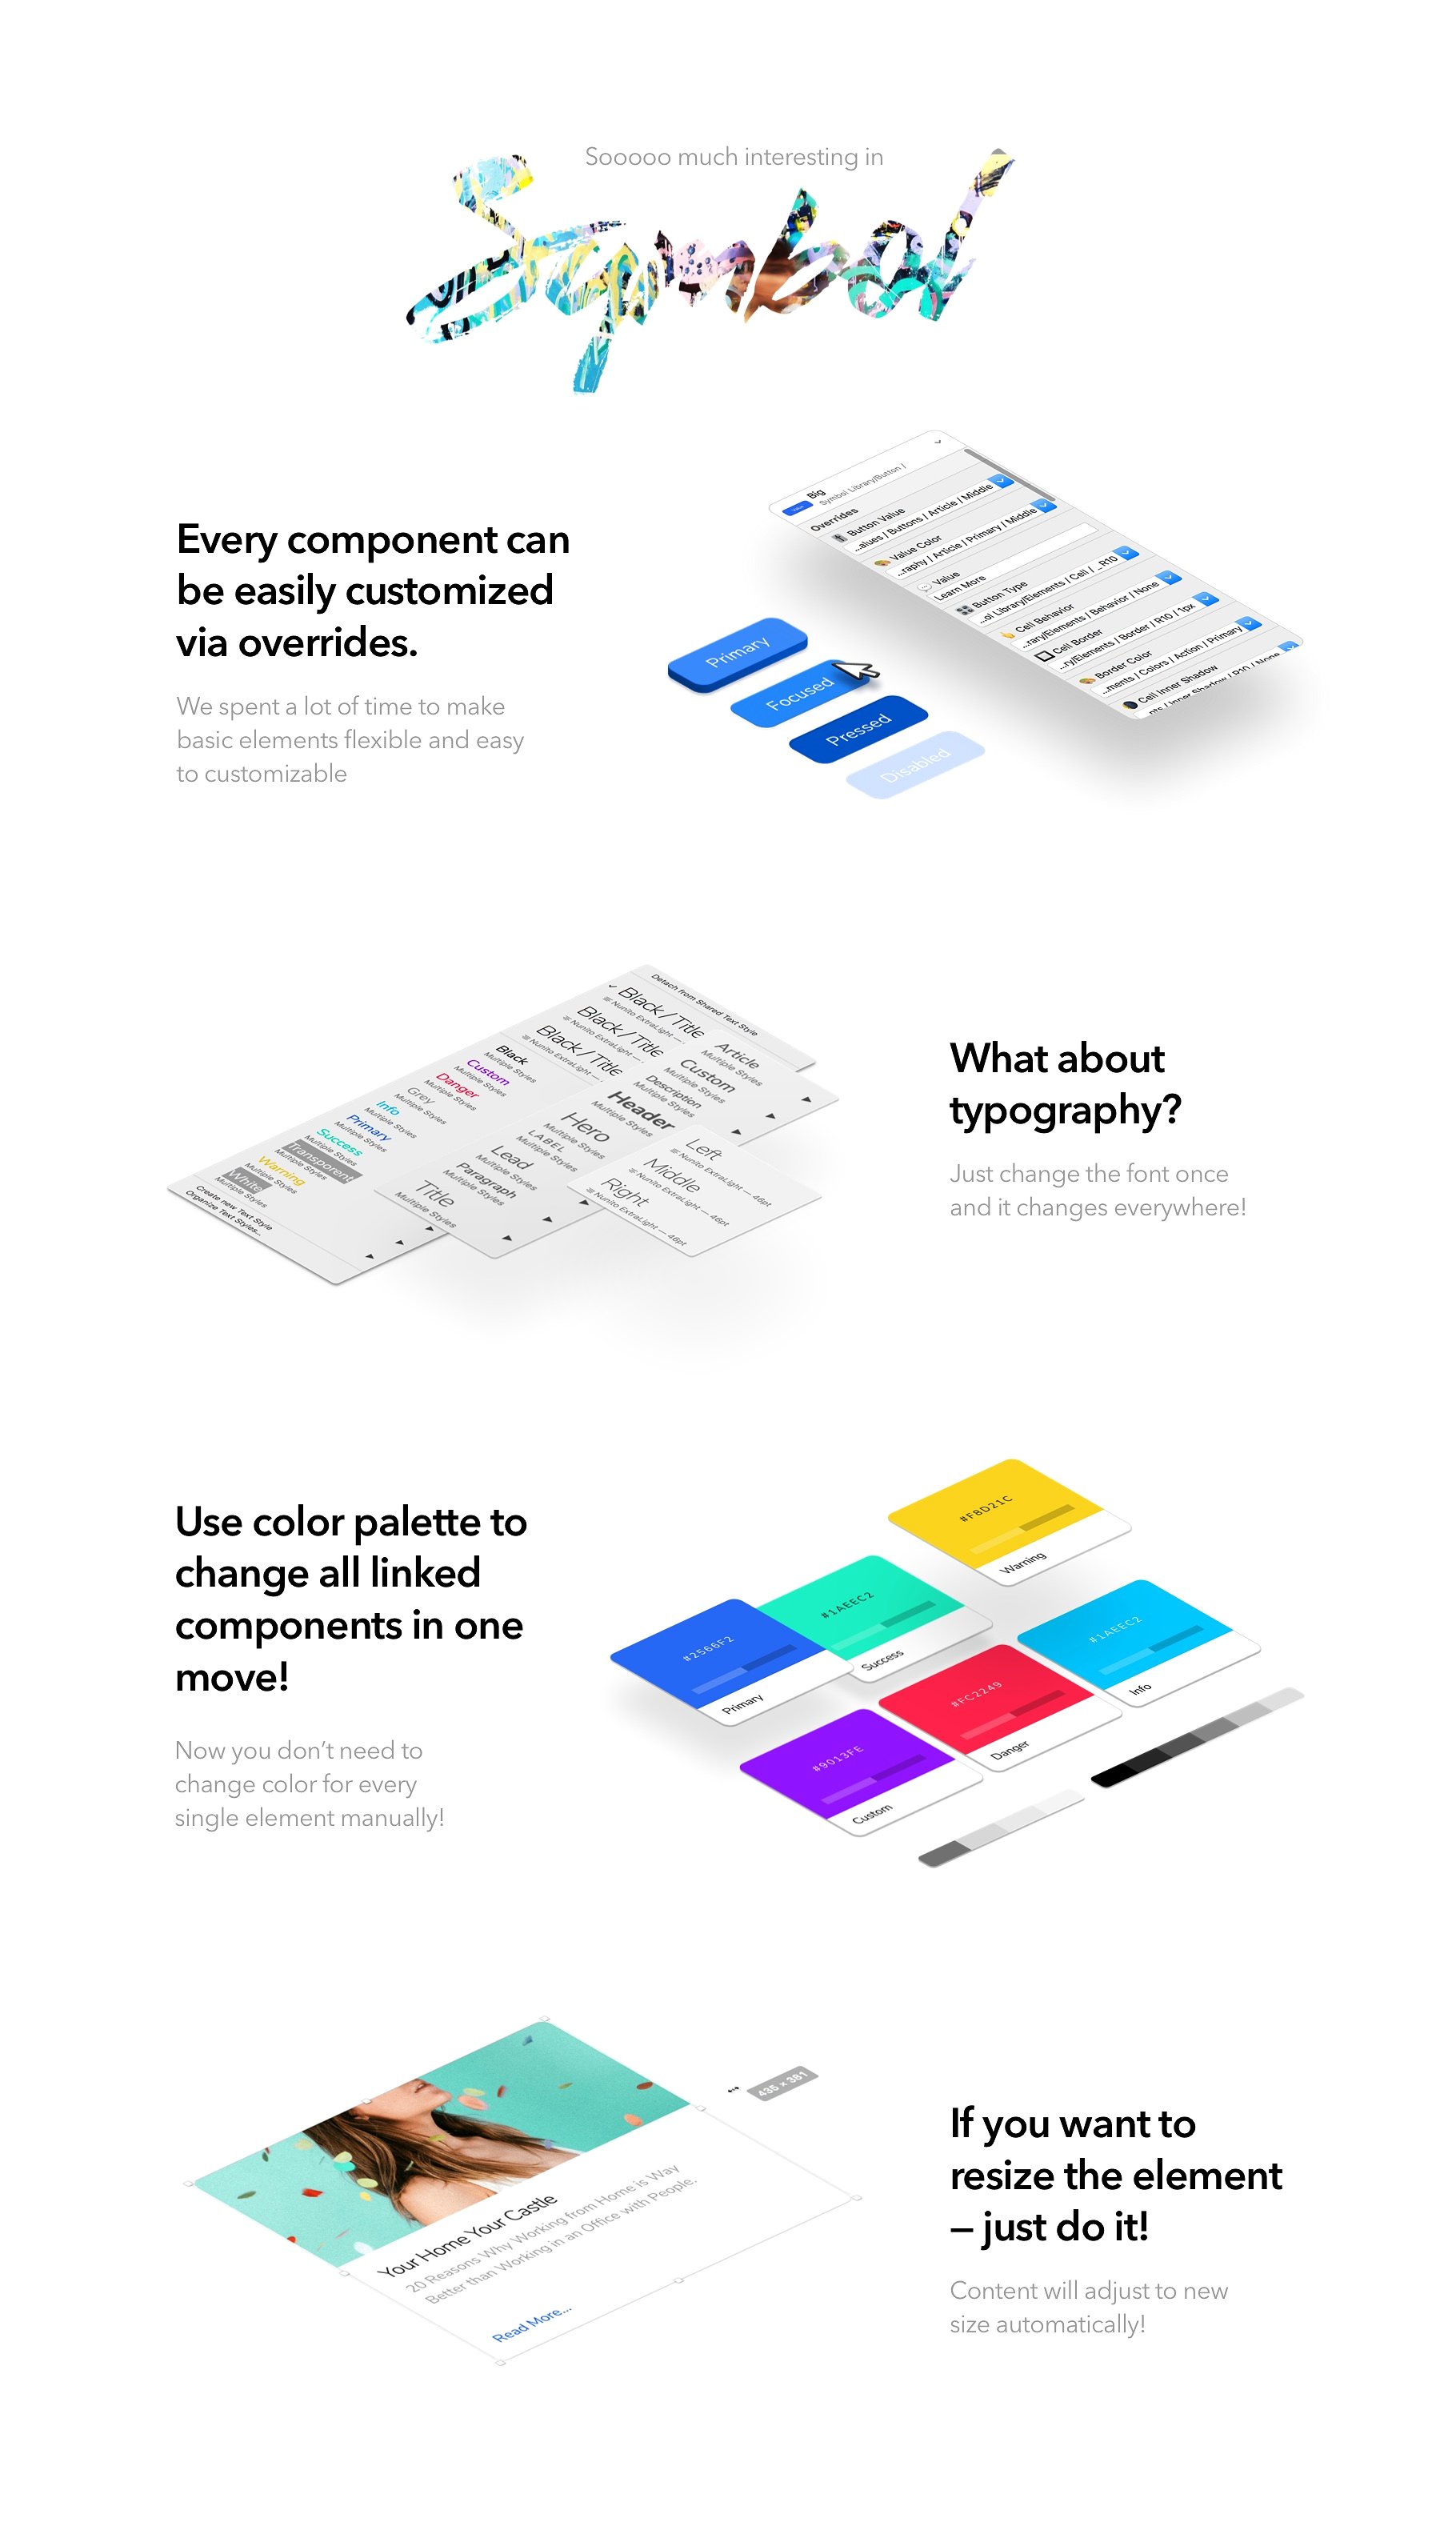 Sooooo much interesting in
Symbol
Every component can
be easily customized
via overrides.
We spent a lot of time to make
basic elements flexible and easy
to customizable
Big
Symbol Library/Button /
Overrides
Button Value
...alues / Buttons / Article / Middle
Value Color
...raphy / Article / Primary / Middle
Value
Learn More
Button Type
...ol Library/Elements / Cell / _R10
Cell Behavior
...rary/Elements / Behavior / None
Cell Border
...ry/Elements / Border / R10 / 1px
Border Color
...ments / Colors / Action / Primary
Cell Inner Shadow
...nts / Inner Shadow / R10 / None
Primary
Focused
Pressed
Disabled
Detach from Shared Text Style
Black / Title
Nunito ExtraLight —
Black / Title
Nunito ExtraLight —
Black / Title
Nunito ExtraLight —
Black
Multiple Styles
Custom
Multiple Styles
Danger
Multiple Styles
Grey
Multiple Styles
Info
Multiple Styles
Primary
Multiple Styles
Success
Multiple Styles
Transparent
Multiple Styles
Warning
Multiple Styles
White
Multiple Styles
Create new Text Style
Organize Text Styles...
Article
Multiple Styles
Custom
Multiple Styles
Description
Multiple Styles
Header
Multiple Styles
Hero
Multiple Styles
LABEL
Multiple Styles
Lead
Multiple Styles
Paragraph
Multiple Styles
Title
Multiple Styles
Left
Nunito ExtraLight — 46pt
Middle
Nunito ExtraLight — 46pt
Right
Nunito ExtraLight — 46pt
What about
typography?
Just change the font once
and it changes everywhere!
Use color palette to
change all linked
components in one
move!
Now you don't need to
change color for every
single element manually!
#F8D21C
Warning
#1AEEC2
Success
#2566F2
Primary
#1AEEC2
Info
#FC2249
Danger
#9013FE
Custom
435 × 381
Your Home Your Castle
20 Reasons Why Working from Home is Way
Better than Working in an Office with People.
Read More...
If you want to
resize the element
– just do it!
Content will adjust to new
size automatically!